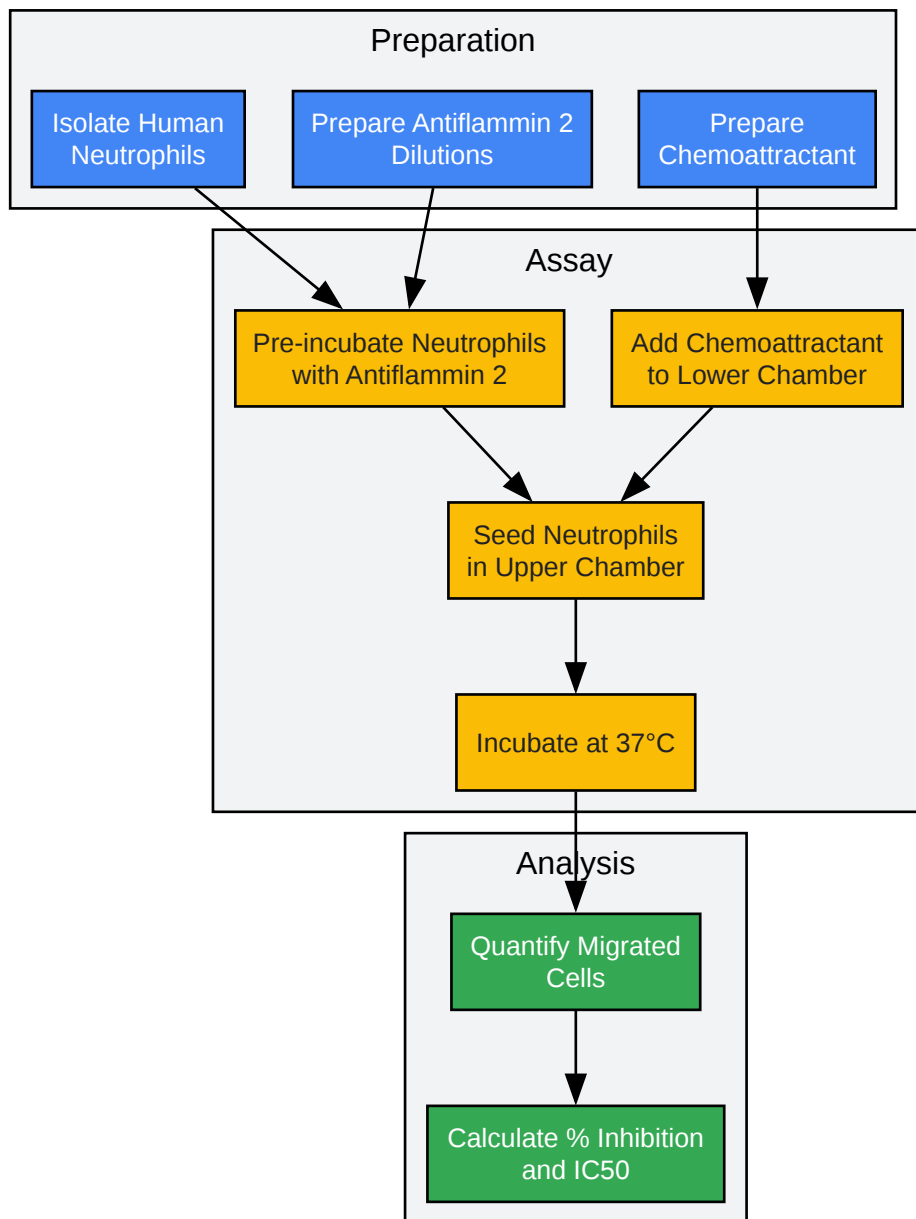 Preparation
Isolate Human
Neutrophils
Prepare Antiflammin 2
Dilutions
Prepare
Chemoattractant
Assay
Pre-incubate Neutrophils
with Antiflammin 2
Add Chemoattractant
to Lower Chamber
Seed Neutrophils
in Upper Chamber
Incubate at 37°C
Analysis
Quantify Migrated
Cells
Calculate % Inhibition
and IC50